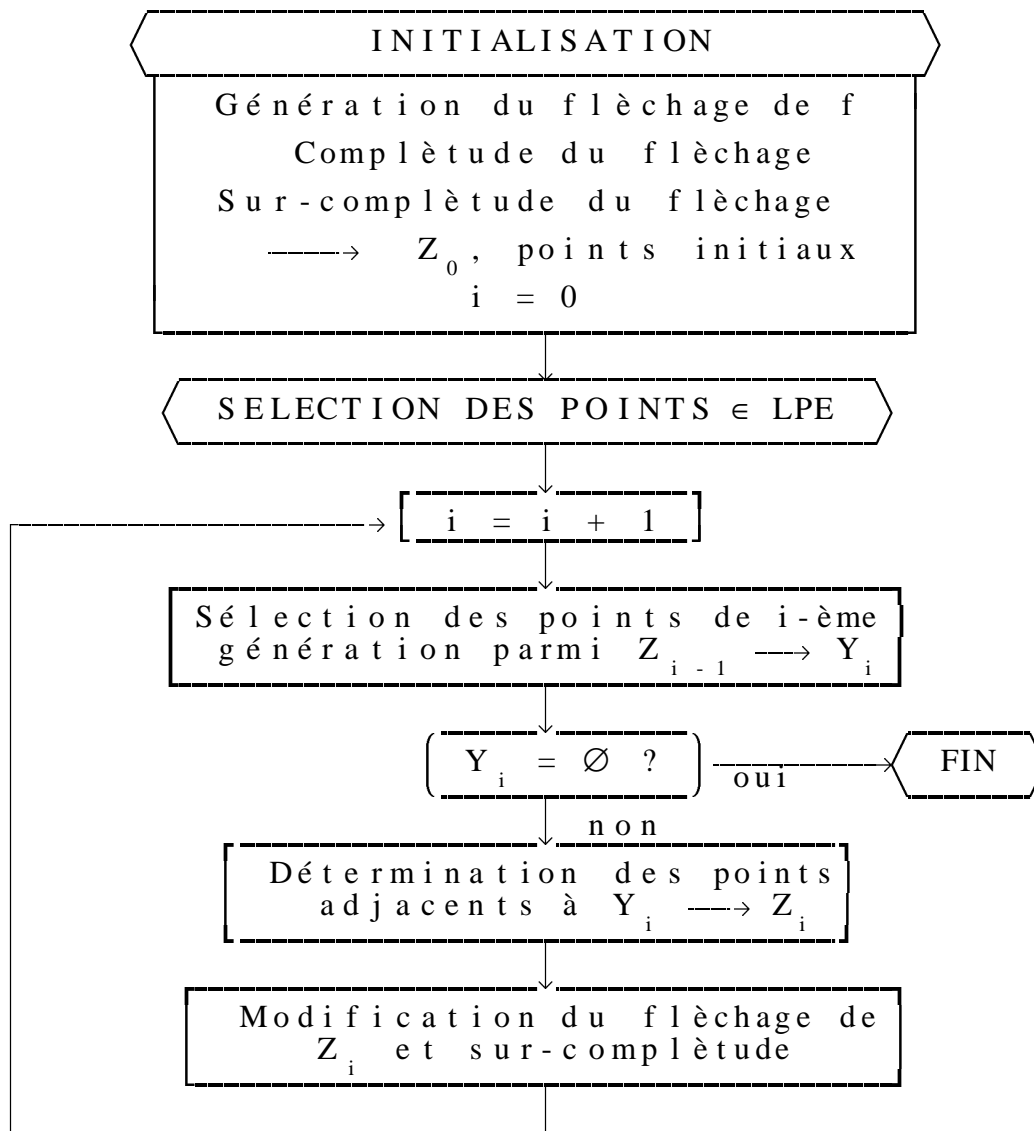 INITIALISATION
Génération du flèchage de f
Complètude du flèchage
Sur-complètude du flèchage
→ Z₀, points initiaux
i = 0
SELECTION DES POINTS ∈ LPE
i = i + 1
Sélection des points de i-ème
génération parmi Zᵢ₋₁ → Yᵢ
Yᵢ = ∅ ?
oui
FIN
non
Détermination des points
adjacents à Yᵢ → Zᵢ
Modification du flèchage de
Zᵢ et sur-complètude